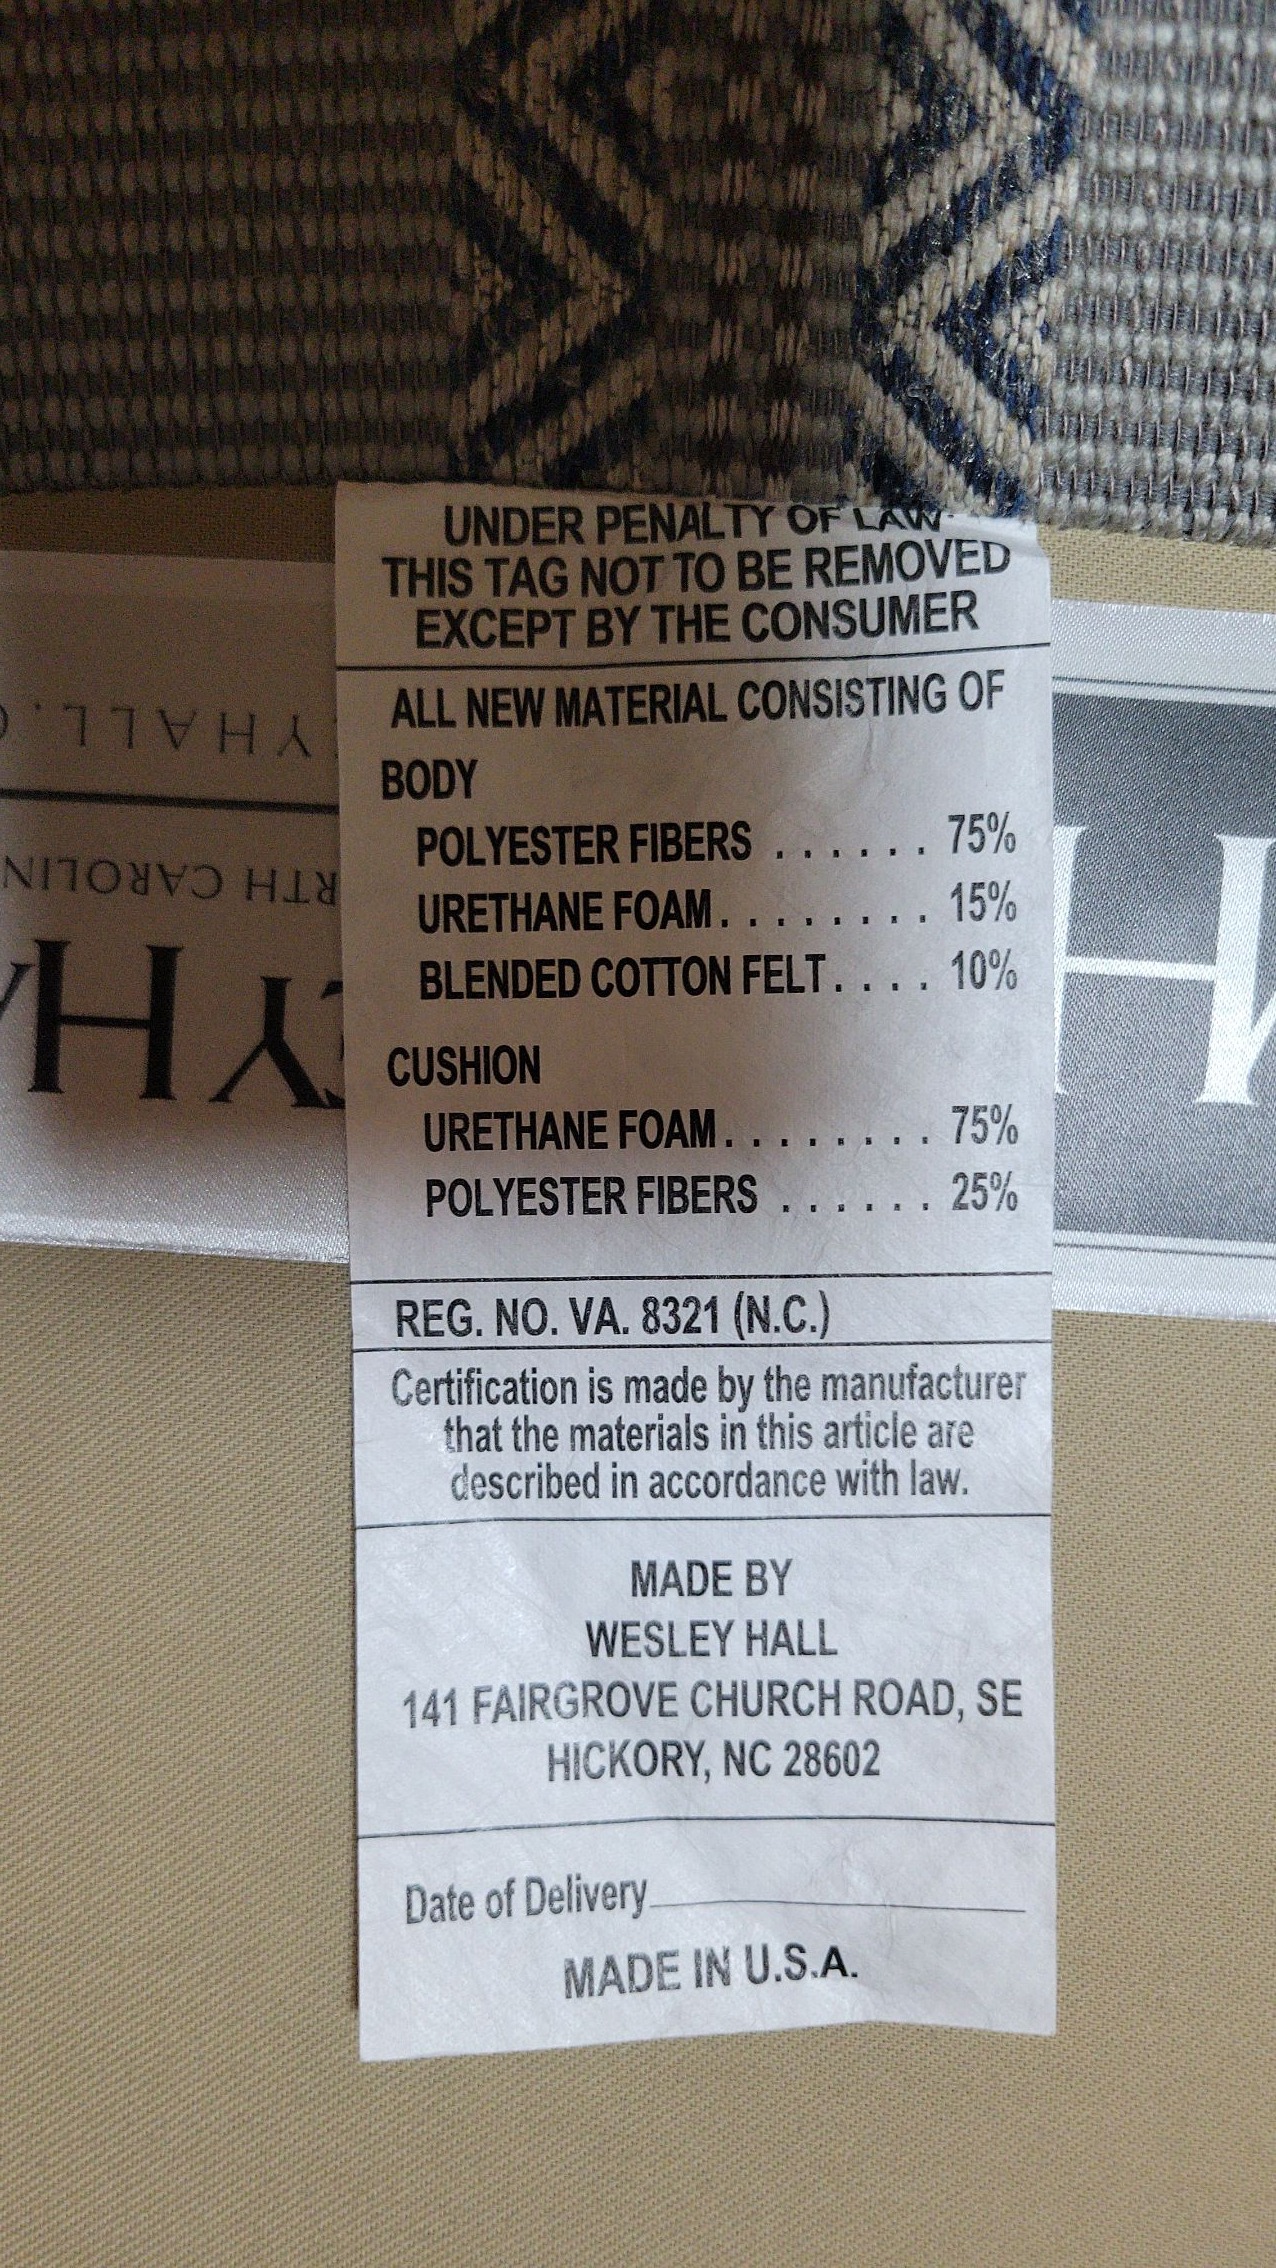 UNDER PENALTY OF LAW
THIS TAG NOT TO BE REMOVED
EXCEPT BY THE CONSUMER
ALL NEW MATERIAL CONSISTING OF
BODY
POLYESTER FIBERS ...... 75%
URETHANE FOAM........ 15%
BLENDED COTTON FELT.... 10%
CUSHION
URETHANE FOAM........ 75%
POLYESTER FIBERS ...... 25%
REG. NO. VA. 8321 (N.C.)
Certification is made by the manufacturer
that the materials in this article are
described in accordance with law.
MADE BY
WESLEY HALL
141 FAIRGROVE CHURCH ROAD, SE
HICKORY, NC 28602
Date of Delivery
MADE IN U.S.A.